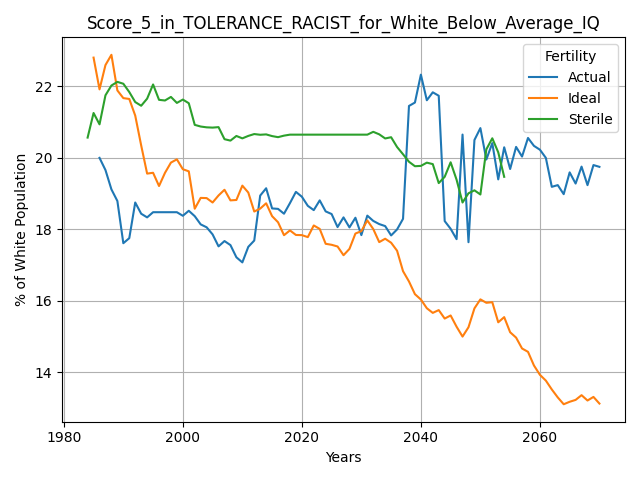 Score_5_in_TOLERANCE_RACIST_for_White_Below_Average_IQ
Fertility
Actual
Ideal
Sterile
% of White Population
22
20
18
16
14
1980
2000
2020
2040
2060
Years